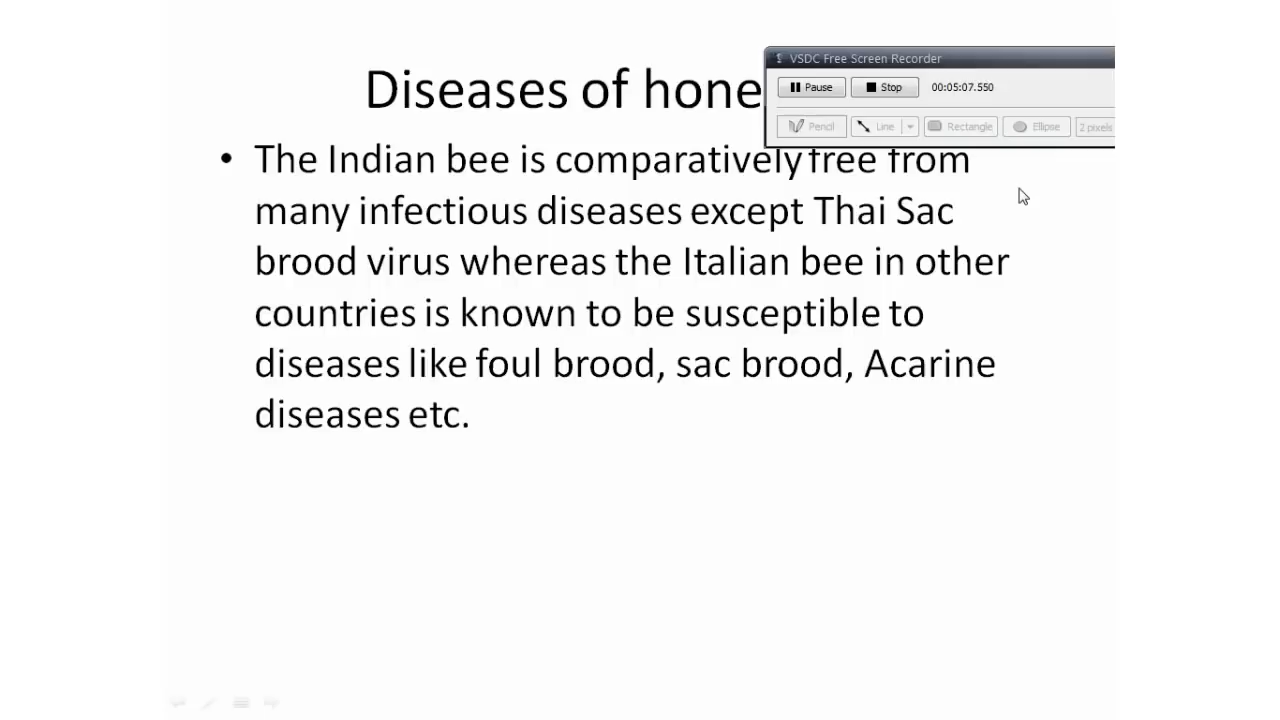 VSDC Free Screen Recorder
Diseases of hone
Pause Stop 00:05:07.550
Pencil Line Rectangle Ellipse 2 pixels
• The Indian bee is comparatively free from
many infectious diseases except Thai Sac
brood virus whereas the Italian bee in other
countries is known to be susceptible to
diseases like foul brood, sac brood, Acarine
diseases etc.